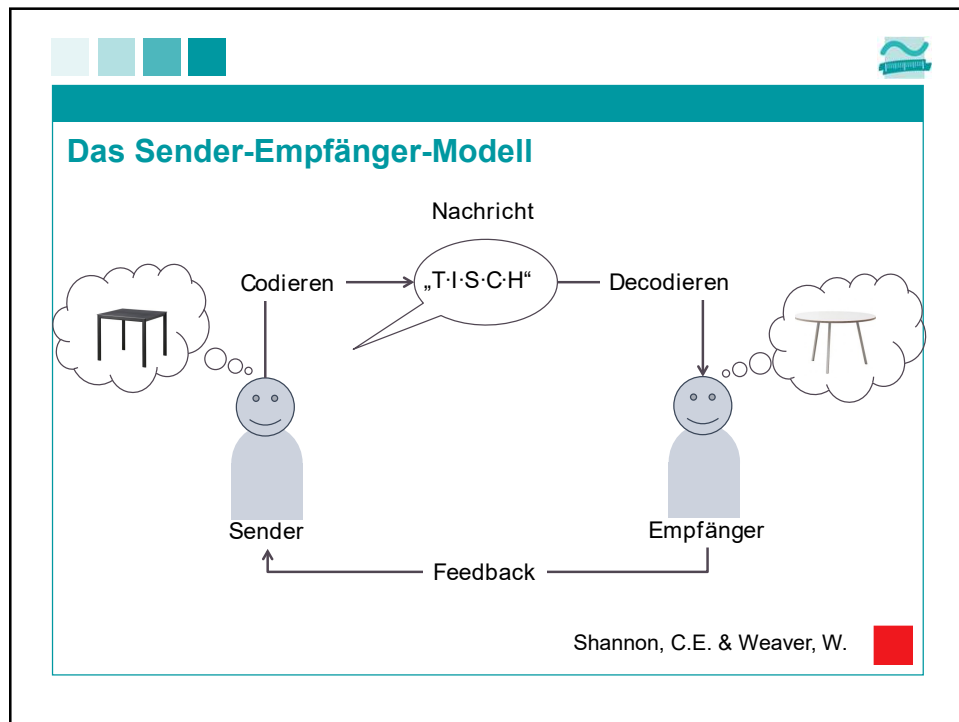 Das Sender-Empfänger-Modell
Nachricht
Codieren
„T·I·S·C·H“
Decodieren
Sender
Empfänger
Feedback
Shannon, C.E. & Weaver, W.